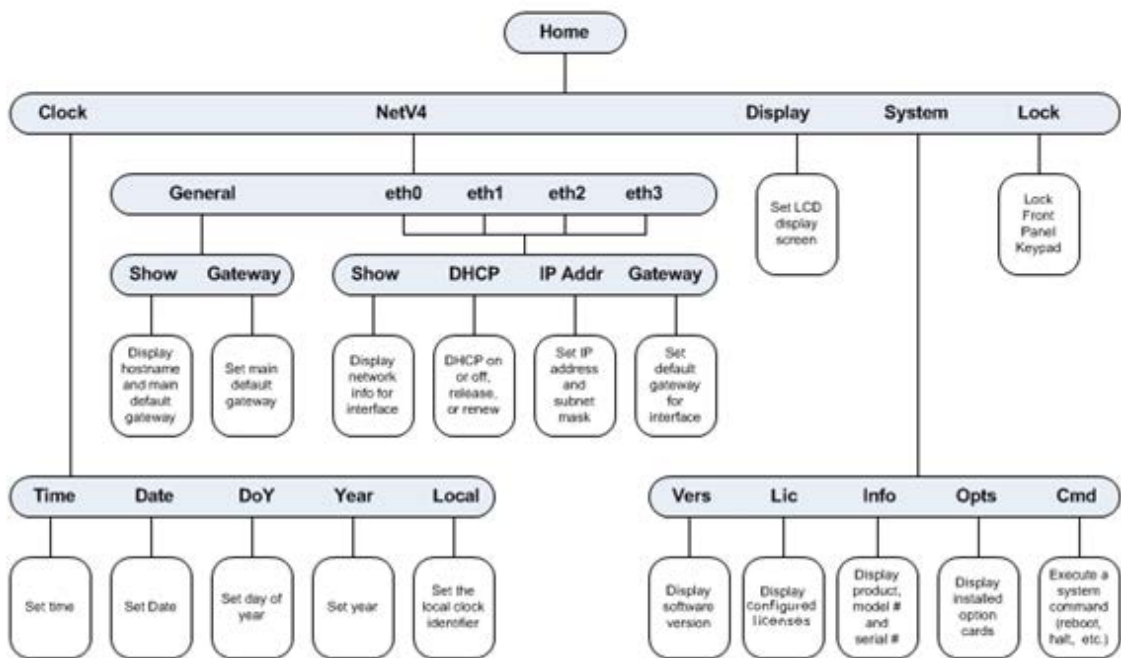 Home
Clock NetV4 Display System Lock
General eth0 eth1 eth2 eth3
Set LCD
display
screen
Lock
Front
Panel
Keypad
Show Gateway
Show DHCP IP Addr Gateway
Display
hostname
and main
default
gateway
Set main
default
gateway
Display
network
info for
interface
DHCP on
or off,
release,
or renew
Set IP
address
and
subnet
mask
Set
default
gateway
for
interface
Time Date DoY Year Local
Vers Lic Info Opts Cmd
Set time
Set Date
Set day of
year
Set year
Set the
local clock
identifier
Display
software
version
Display
configured
licenses
Display
product,
model #
and
serial #
Display
installed
option
cards
Execute a
system
command
(reboot,
halt, etc.)